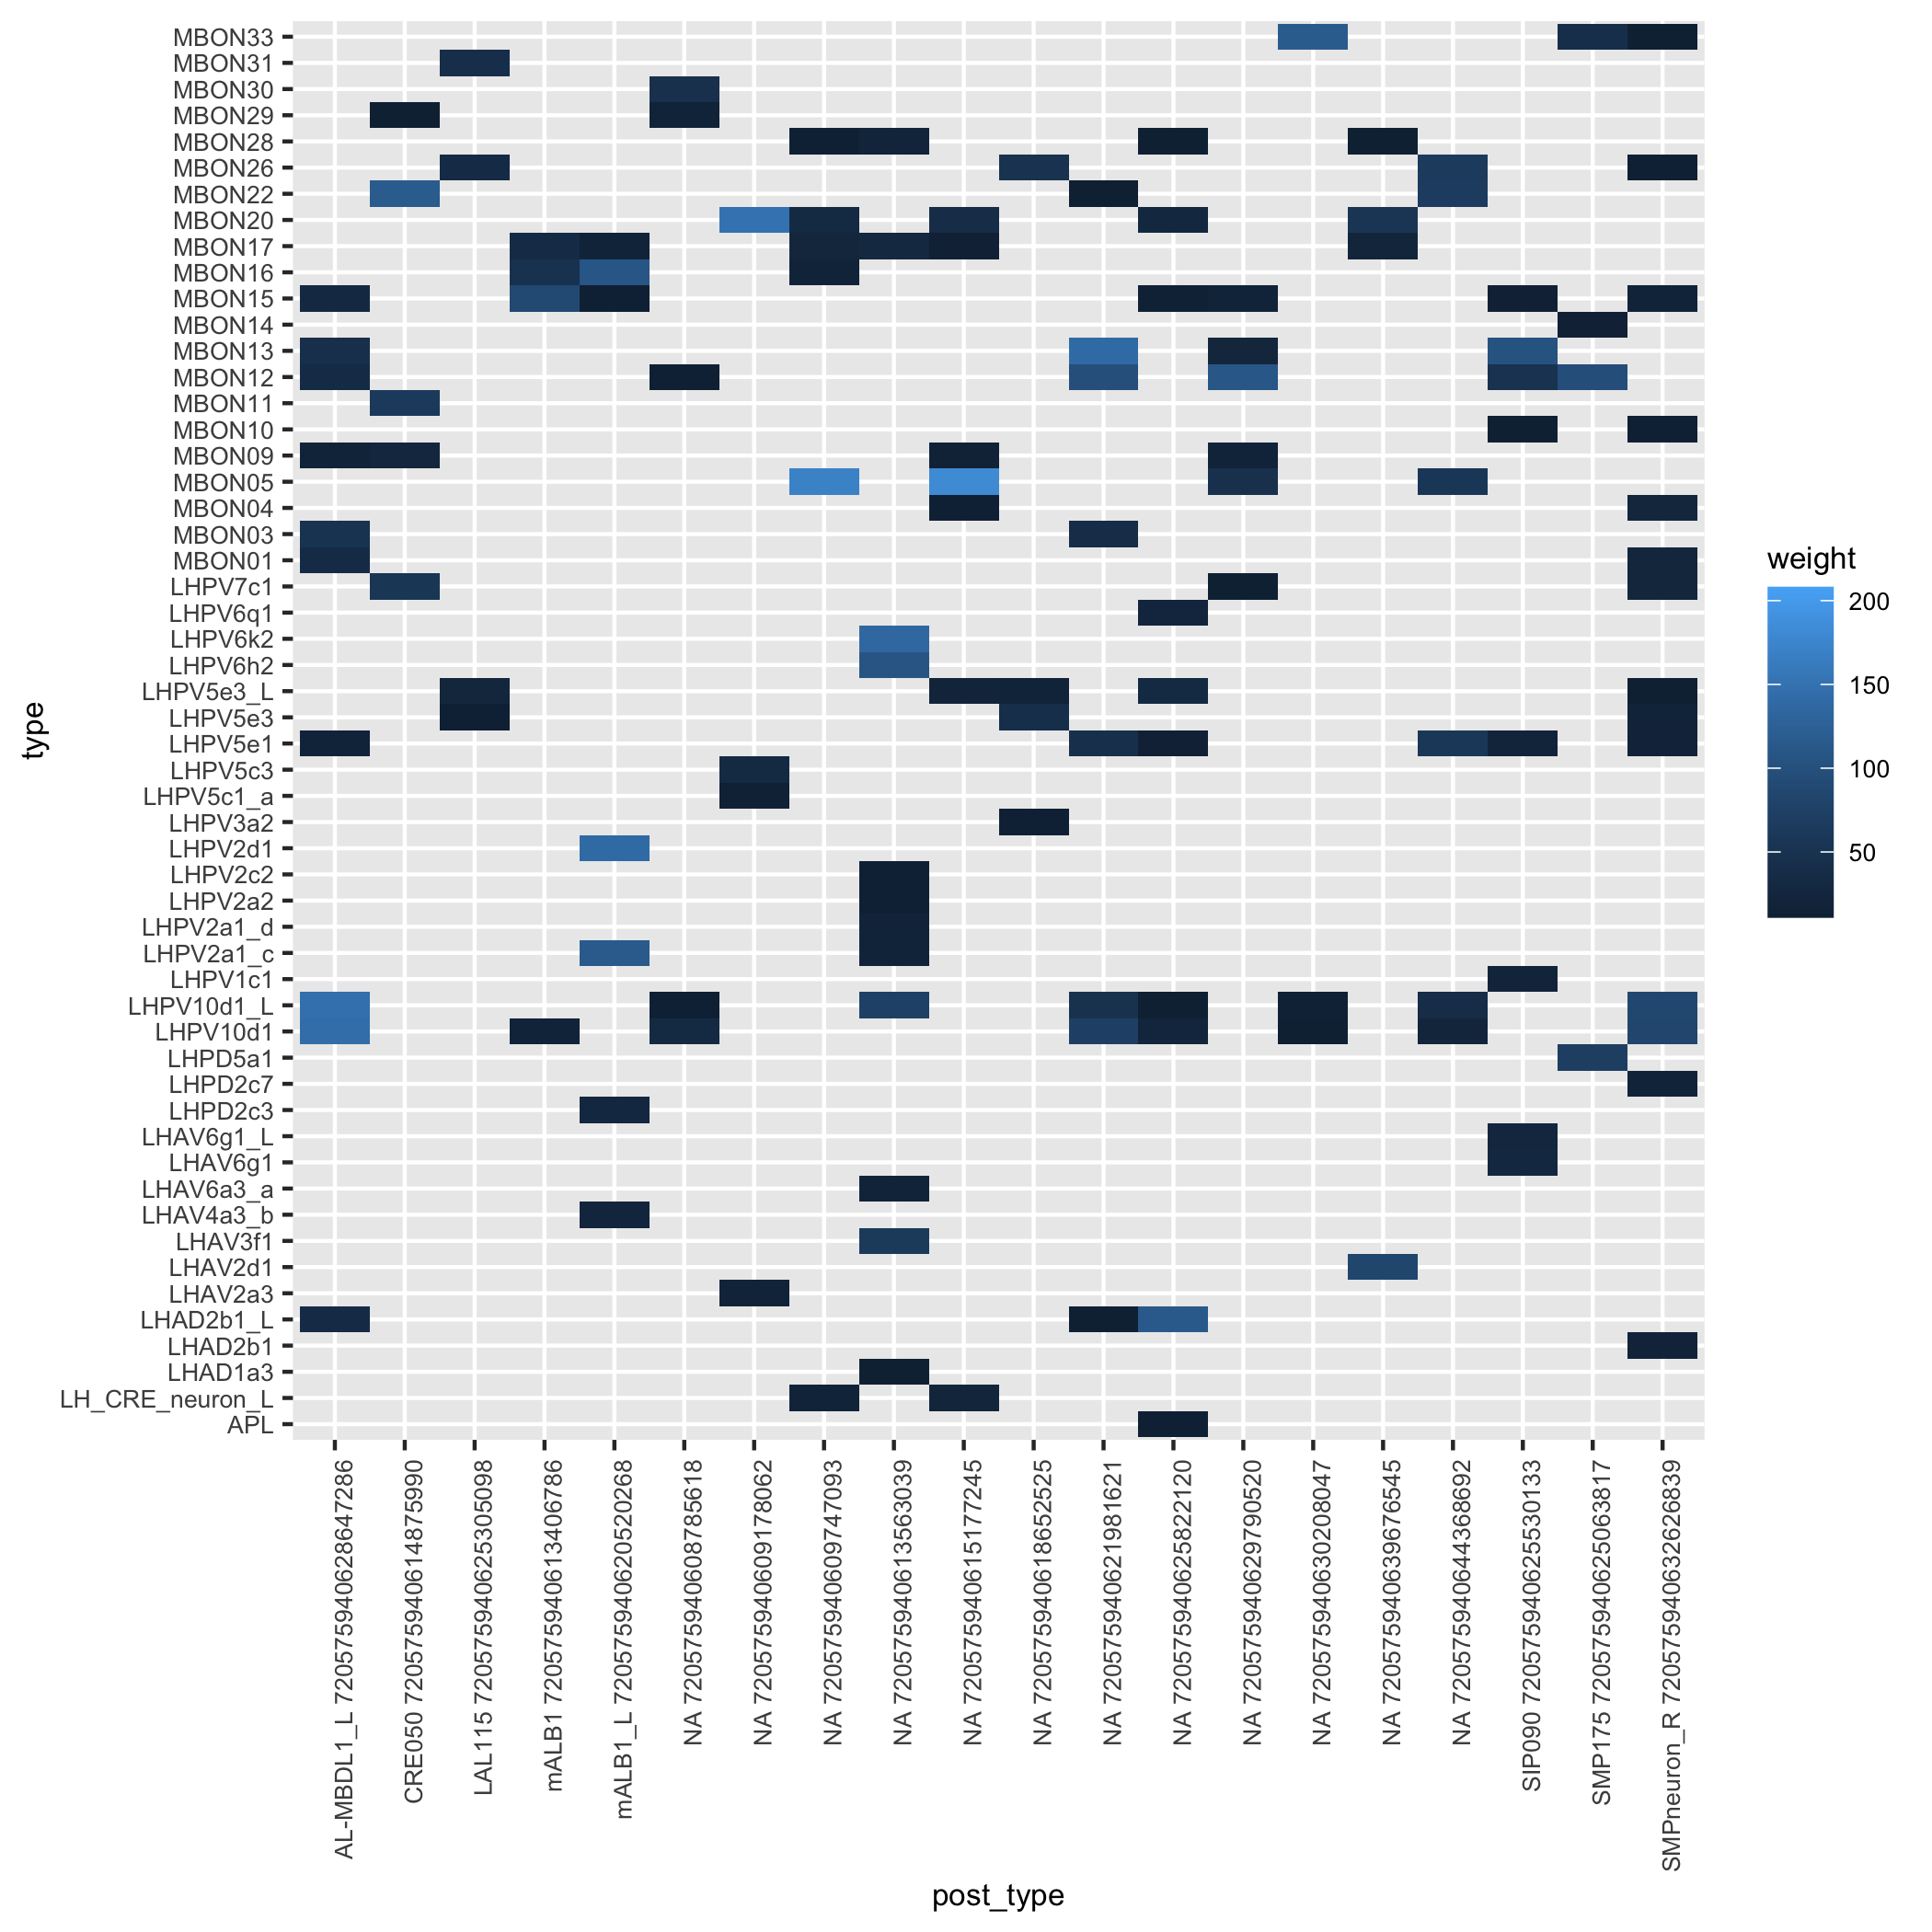 MBON33
MBON31
MBON30
MBON29
MBON28
MBON26
MBON22
MBON20
MBON17
MBON16
MBON15
MBON14
MBON13
MBON12
MBON11
MBON10
MBON09
MBON05
MBON04
MBON03
MBON01
LHPV7c1
LHPV6q1
LHPV6k2
LHPV6h2
LHPV5e3_L
LHPV5e3
LHPV5e1
LHPV5c3
LHPV5c1_a
LHPV3a2
LHPV2d1
LHPV2c2
LHPV2a2
LHPV2a1_d
LHPV2a1_c
LHPV1c1
LHPV10d1_L
LHPV10d1
LHPD5a1
LHPD2c7
LHPD2c3
LHAV6g1_L
LHAV6g1
LHAV6a3_a
LHAV4a3_b
LHAV3f1
LHAV2d1
LHAV2a3
LHAD2b1_L
LHAD2b1
LHAD1a3
LH_CRE_neuron_L
APL
type
AL-MBDL1_L 720575940628647286
CRE050 720575940614875990
LAL115 720575940625305098
mALB1 720575940613406786
mALB1_L 720575940620520268
NA 720575940608785618
NA 720575940609178062
NA 720575940609747093
NA 720575940613563039
NA 720575940615177245
NA 720575940618652525
NA 720575940621981621
NA 720575940625822120
NA 720575940629790520
NA 720575940630208047
NA 720575940639676545
NA 720575940644368692
SIP090 720575940625530133
SMP175 720575940625063817
SMPneuron_R 720575940632626839
post_type
weight
200
150
100
50